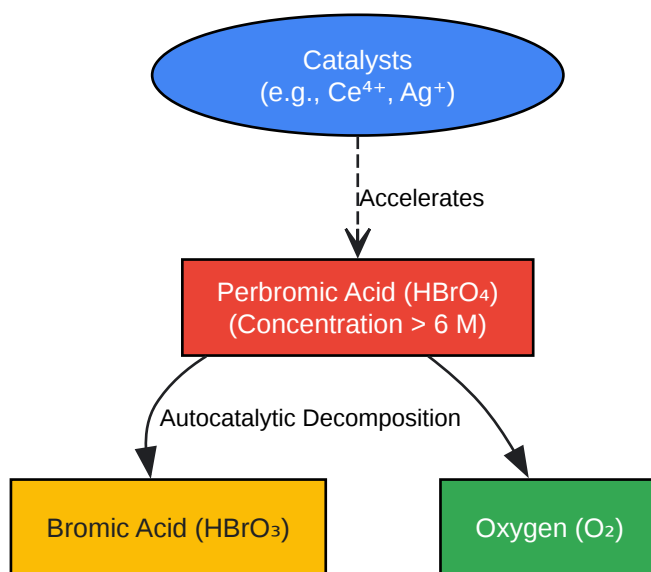 Catalysts
(e.g., Ce⁴⁺, Ag⁺)
Accelerates
Perbromic Acid (HBrO₄)
(Concentration > 6 M)
Autocatalytic Decomposition
Bromic Acid (HBrO₃)
Oxygen (O₂)